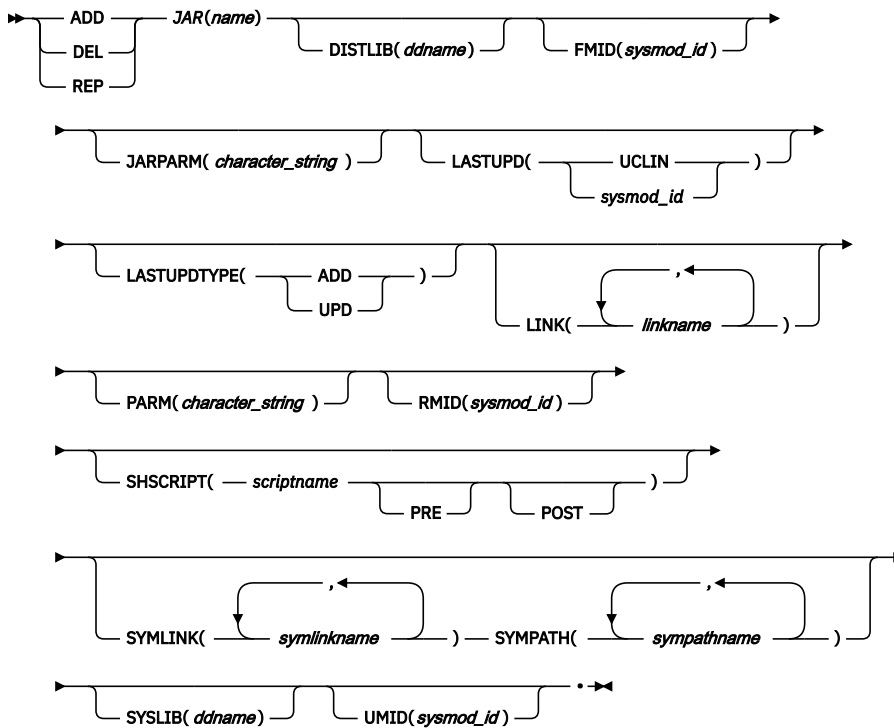 ADD JAR(name)
DEL DISTLIB(ddname) FMID(sysmod_id)
REP
JARPARM( character_string ) LASTUPD( UCLIN )
sysmod_id
LASTUPDTYPE( ADD ) ,
UPD LINK( linkname )
PARM( character_string ) RMID(sysmod_id)
SHSCRIPT( scriptname )
PRE POST
, ,
SYMLINK( symlinkname ) SYMPATH( sympathname )
SYSLIB(ddname) UMID(sysmod_id) .